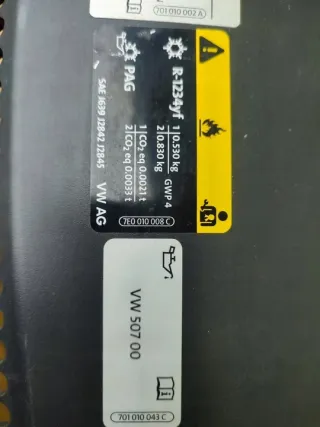 701 010 002 A
R-1234yf
PAG
1 | 0.530 kg
2 | 0.830 kg
GWP 4
1 | CO2 eq 0.0021 t
2 | CO2 eq 0.0033 t
SAE J639 J2842 J2845
VW AG
7E0 010 008 C
VW 507 00
701 010 043 C